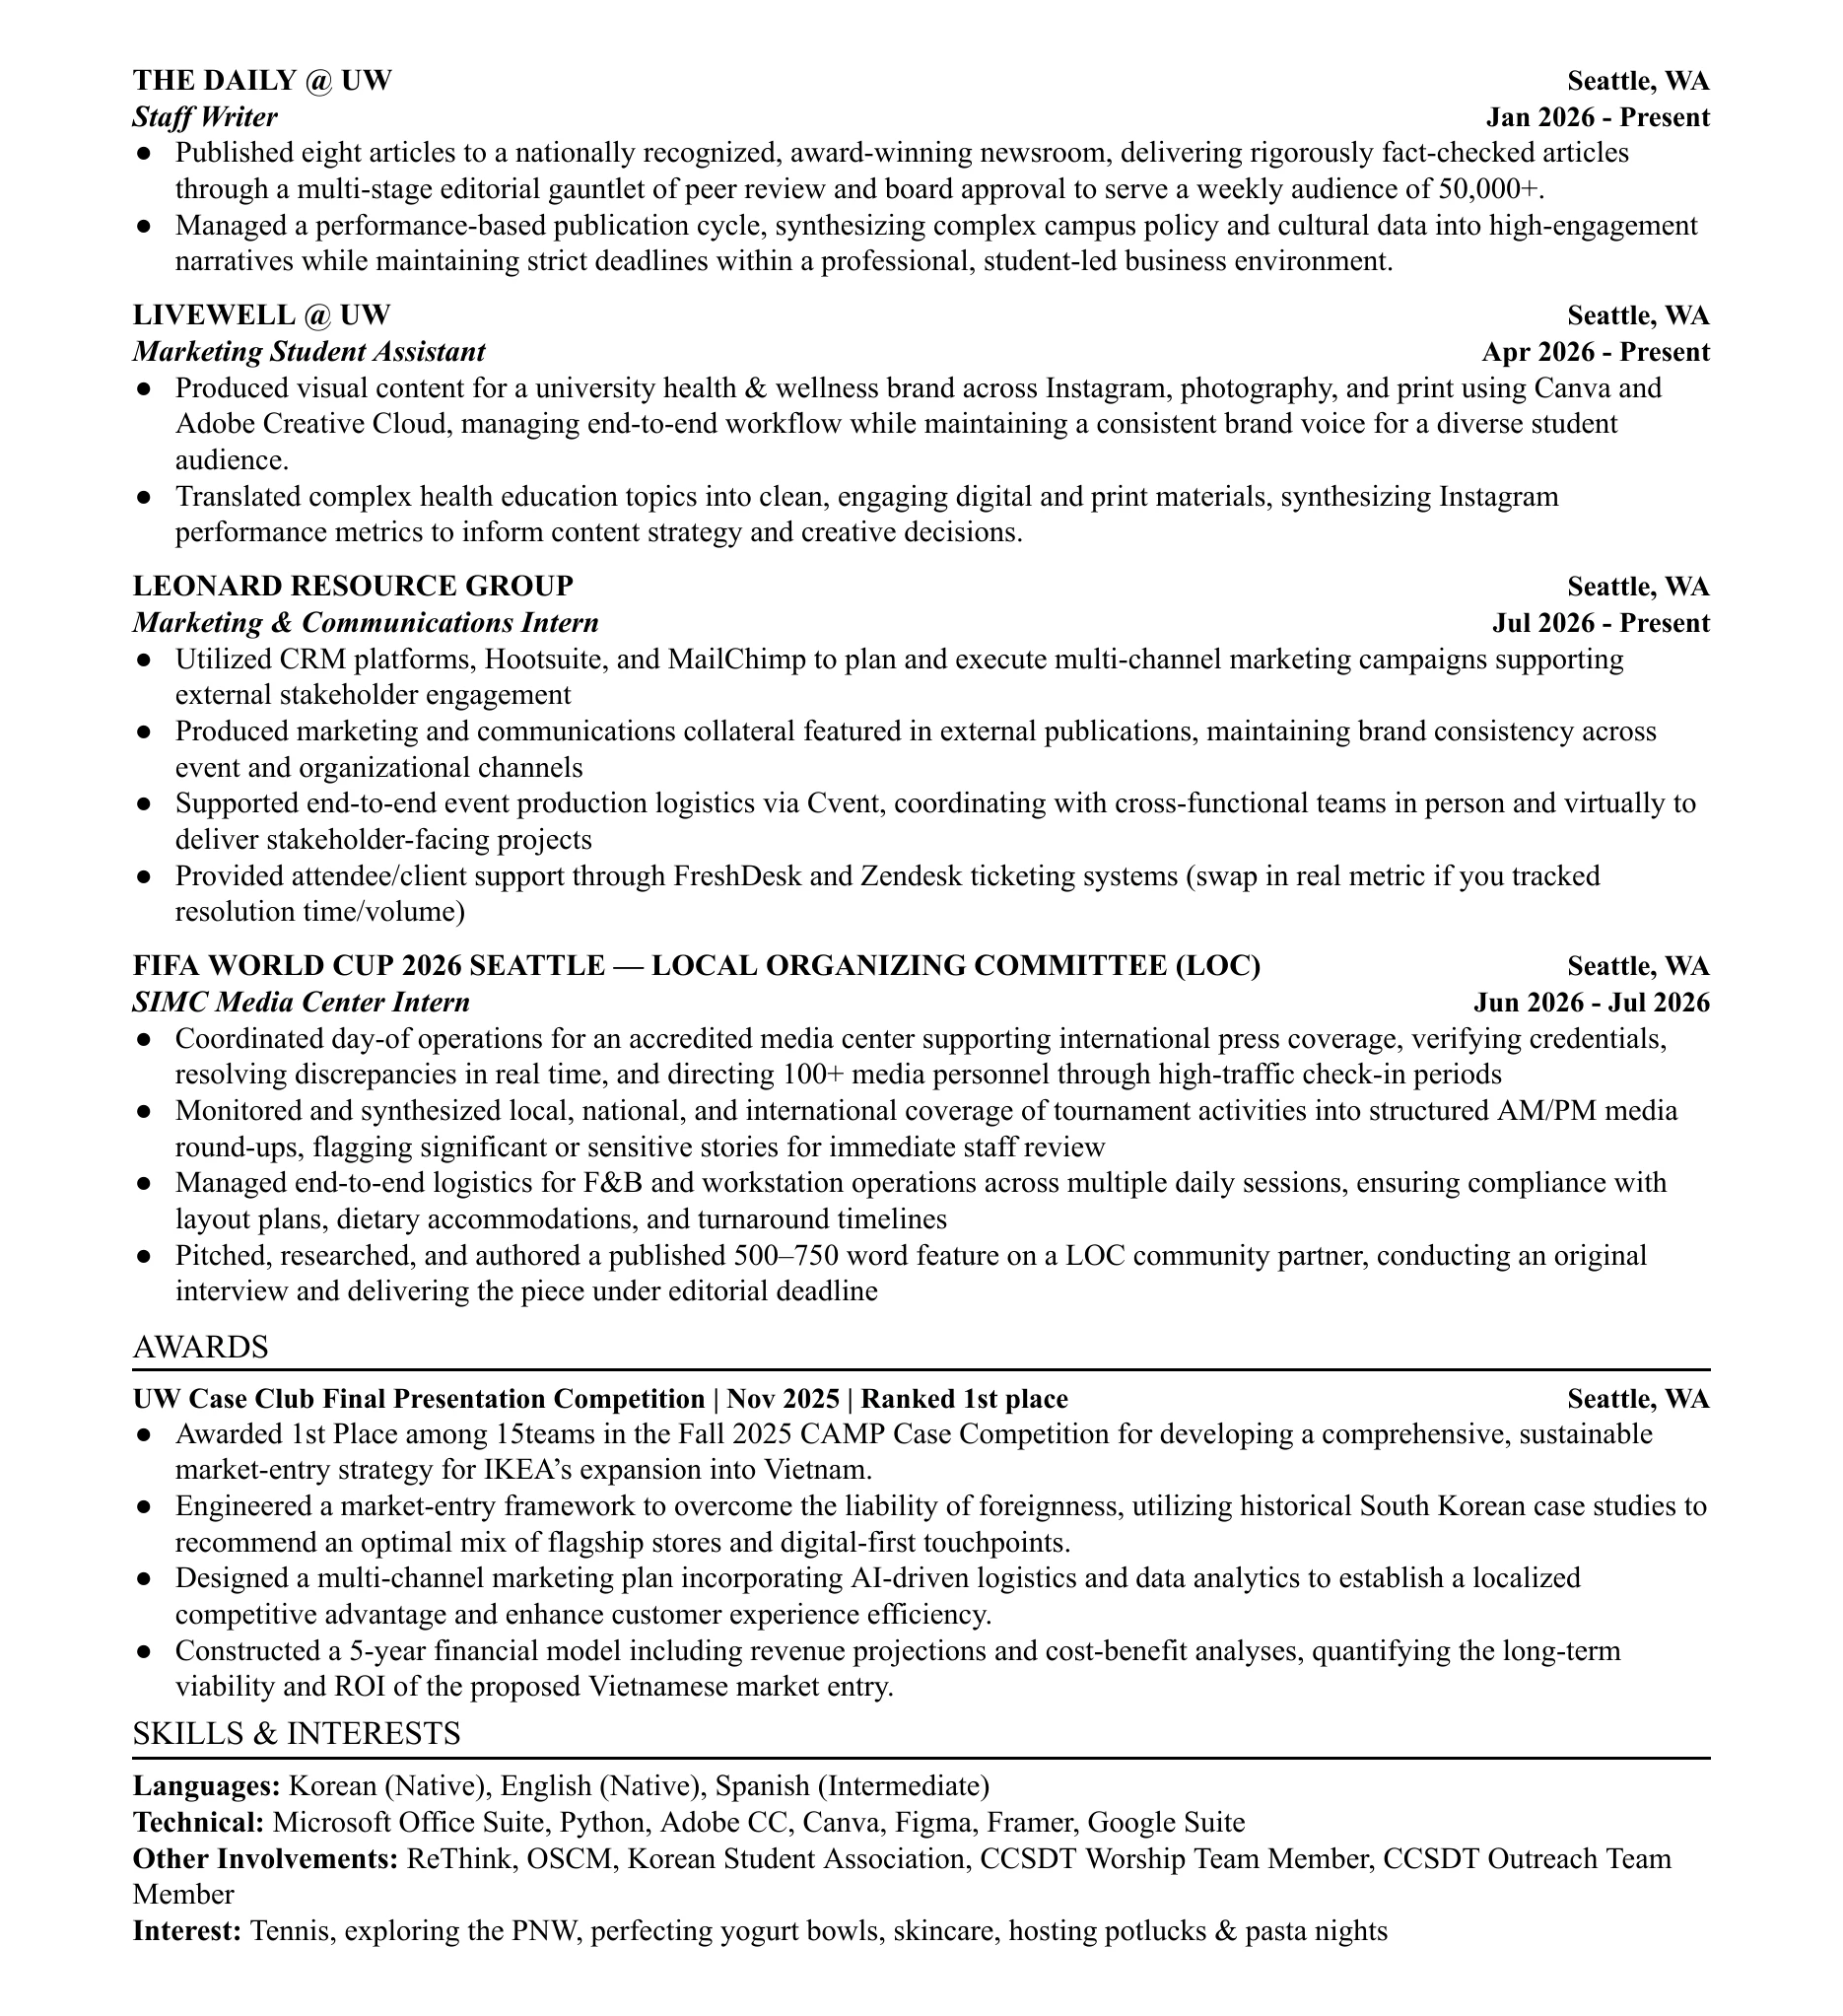 THE DAILY @ UW Seattle, WA
Staff Writer Jan 2026 - Present
● Published eight articles to a nationally recognized, award-winning newsroom, delivering rigorously fact-checked articles
through a multi-stage editorial gauntlet of peer review and board approval to serve a weekly audience of 50,000+.
● Managed a performance-based publication cycle, synthesizing complex campus policy and cultural data into high-engagement
narratives while maintaining strict deadlines within a professional, student-led business environment.
LIVEWELL @ UW Seattle, WA
Marketing Student Assistant Apr 2026 - Present
● Produced visual content for a university health & wellness brand across Instagram, photography, and print using Canva and
Adobe Creative Cloud, managing end-to-end workflow while maintaining a consistent brand voice for a diverse student
audience.
● Translated complex health education topics into clean, engaging digital and print materials, synthesizing Instagram
performance metrics to inform content strategy and creative decisions.
LEONARD RESOURCE GROUP Seattle, WA
Marketing & Communications Intern Jul 2026 - Present
● Utilized CRM platforms, Hootsuite, and MailChimp to plan and execute multi-channel marketing campaigns supporting
external stakeholder engagement
● Produced marketing and communications collateral featured in external publications, maintaining brand consistency across
event and organizational channels
● Supported end-to-end event production logistics via Cvent, coordinating with cross-functional teams in person and virtually to
deliver stakeholder-facing projects
● Provided attendee/client support through FreshDesk and Zendesk ticketing systems (swap in real metric if you tracked
resolution time/volume)
FIFA WORLD CUP 2026 SEATTLE — LOCAL ORGANIZING COMMITTEE (LOC) Seattle, WA
SIMC Media Center Intern Jun 2026 - Jul 2026
● Coordinated day-of operations for an accredited media center supporting international press coverage, verifying credentials,
resolving discrepancies in real time, and directing 100+ media personnel through high-traffic check-in periods
● Monitored and synthesized local, national, and international coverage of tournament activities into structured AM/PM media
round-ups, flagging significant or sensitive stories for immediate staff review
● Managed end-to-end logistics for F&B and workstation operations across multiple daily sessions, ensuring compliance with
layout plans, dietary accommodations, and turnaround timelines
● Pitched, researched, and authored a published 500–750 word feature on a LOC community partner, conducting an original
interview and delivering the piece under editorial deadline
AWARDS
UW Case Club Final Presentation Competition | Nov 2025 | Ranked 1st place Seattle, WA
● Awarded 1st Place among 15teams in the Fall 2025 CAMP Case Competition for developing a comprehensive, sustainable
market-entry strategy for IKEA’s expansion into Vietnam.
● Engineered a market-entry framework to overcome the liability of foreignness, utilizing historical South Korean case studies to
recommend an optimal mix of flagship stores and digital-first touchpoints.
● Designed a multi-channel marketing plan incorporating AI-driven logistics and data analytics to establish a localized
competitive advantage and enhance customer experience efficiency.
● Constructed a 5-year financial model including revenue projections and cost-benefit analyses, quantifying the long-term
viability and ROI of the proposed Vietnamese market entry.
SKILLS & INTERESTS
Languages: Korean (Native), English (Native), Spanish (Intermediate)
Technical: Microsoft Office Suite, Python, Adobe CC, Canva, Figma, Framer, Google Suite
Other Involvements: ReThink, OSCM, Korean Student Association, CCSDT Worship Team Member, CCSDT Outreach Team
Member
Interest: Tennis, exploring the PNW, perfecting yogurt bowls, skincare, hosting potlucks & pasta nights